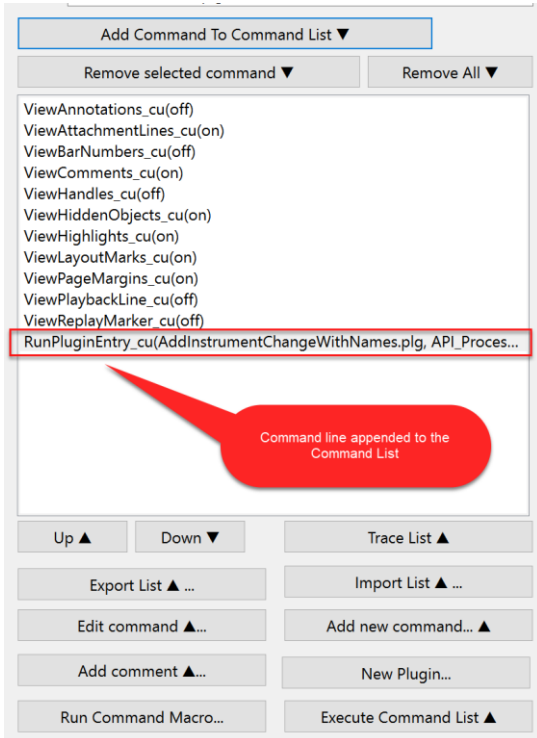 Add Command To Command List ▼
Remove selected command ▼
Remove All ▼
ViewAnnotations_cu(off)
ViewAttachmentLines_cu(on)
ViewBarNumbers_cu(off)
ViewComments_cu(on)
ViewHandles_cu(off)
ViewHiddenObjects_cu(on)
ViewHighlights_cu(on)
ViewLayoutMarks_cu(on)
ViewPageMargins_cu(on)
ViewPlaybackLine_cu(off)
ViewReplayMarker_cu(off)
RunPluginEntry_cu(AddInstrumentChangeWithNames.plg, API_Proces...
Command line appended to the
Command List
Up ▲
Down ▼
Trace List ▲
Export List ▲ ...
Import List ▲ ...
Edit command ▲...
Add new command... ▲
Add comment ▲...
New Plugin...
Run Command Macro...
Execute Command List ▲